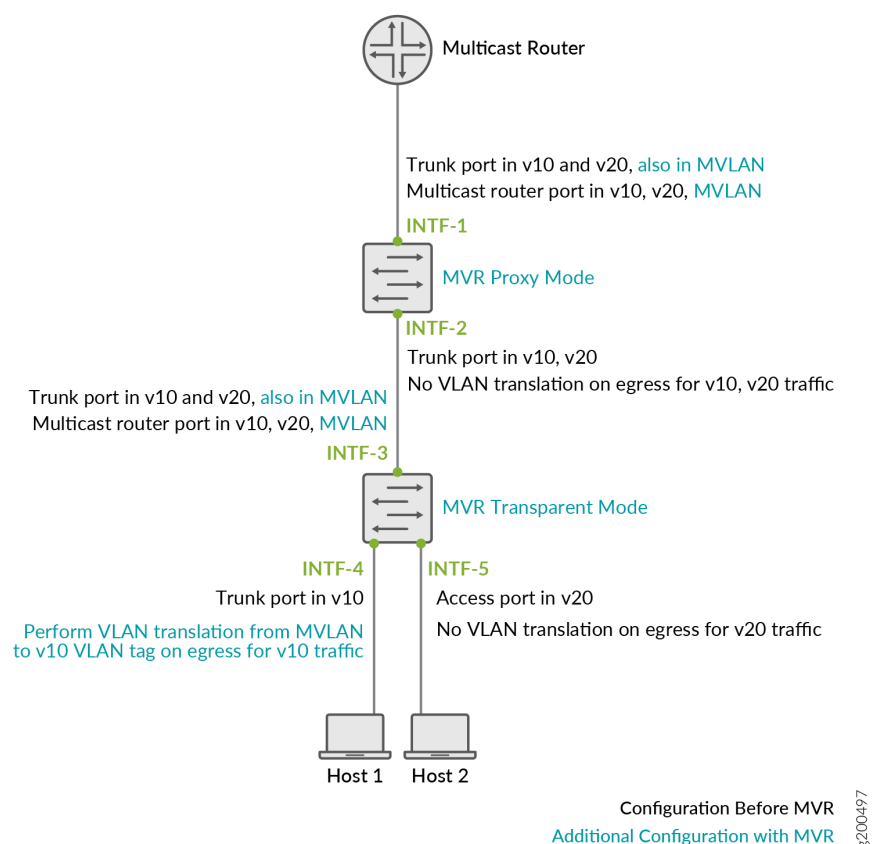 Multicast Router
Trunk port in v10 and v20, also in MVLAN
Multicast router port in v10, v20, MVLAN
INTF-1
MVR Proxy Mode
INTF-2
Trunk port in v10, v20
No VLAN translation on egress for v10, v20 traffic
Trunk port in v10 and v20, also in MVLAN
Multicast router port in v10, v20, MVLAN
INTF-3
MVR Transparent Mode
INTF-4
Trunk port in v10
Perform VLAN translation from MVLAN
to v10 VLAN tag on egress for v10 traffic
INTF-5
Access port in v20
No VLAN translation on egress for v20 traffic
Host 1
Host 2
Configuration Before MVR
Additional Configuration with MVR
g200497